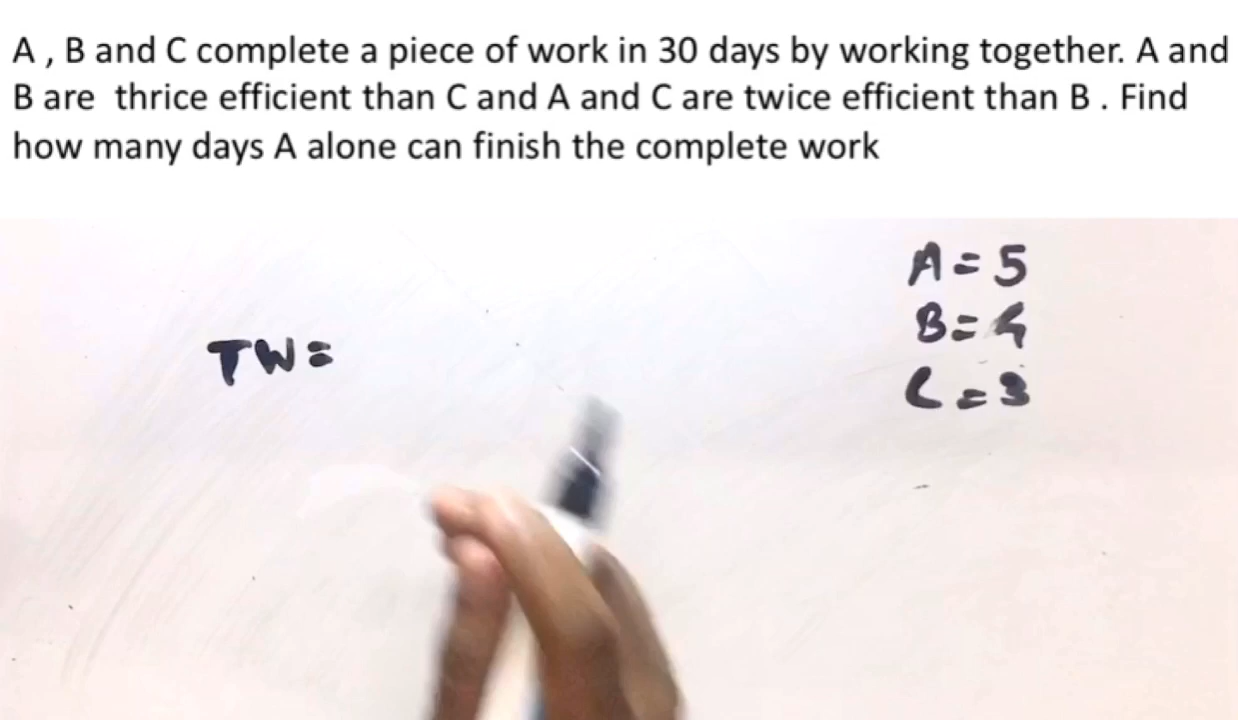 A , B and C complete a piece of work in 30 days by working together. A and
B are thrice efficient than C and A and C are twice efficient than B . Find
how many days A alone can finish the complete work
A = 5
B = 4
TW =
C = 3